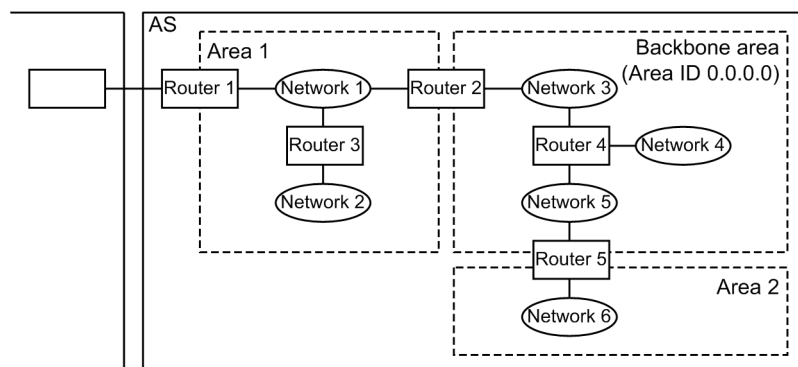 AS
Area 1
Backbone area
(Area ID 0.0.0.0)
Router 1
Network 1
Router 2
Network 3
Router 3
Router 4
Network 4
Network 2
Network 5
Router 5
Area 2
Network 6